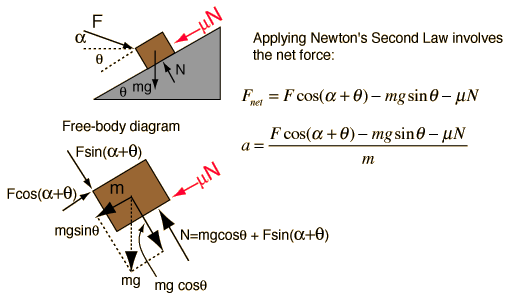 F
μN
α
θ
N
θ
mg
Applying Newton's Second Law involves
the net force:
F_net = F cos(α + θ) − mg sin θ − μN
a = F cos(α + θ) − mg sin θ − μN
m
Free-body diagram
Fsin(α+θ)
Fcos(α+θ)
m
μN
mgsinθ
N=mgcosθ + Fsin(α+θ)
mg
mg cosθ